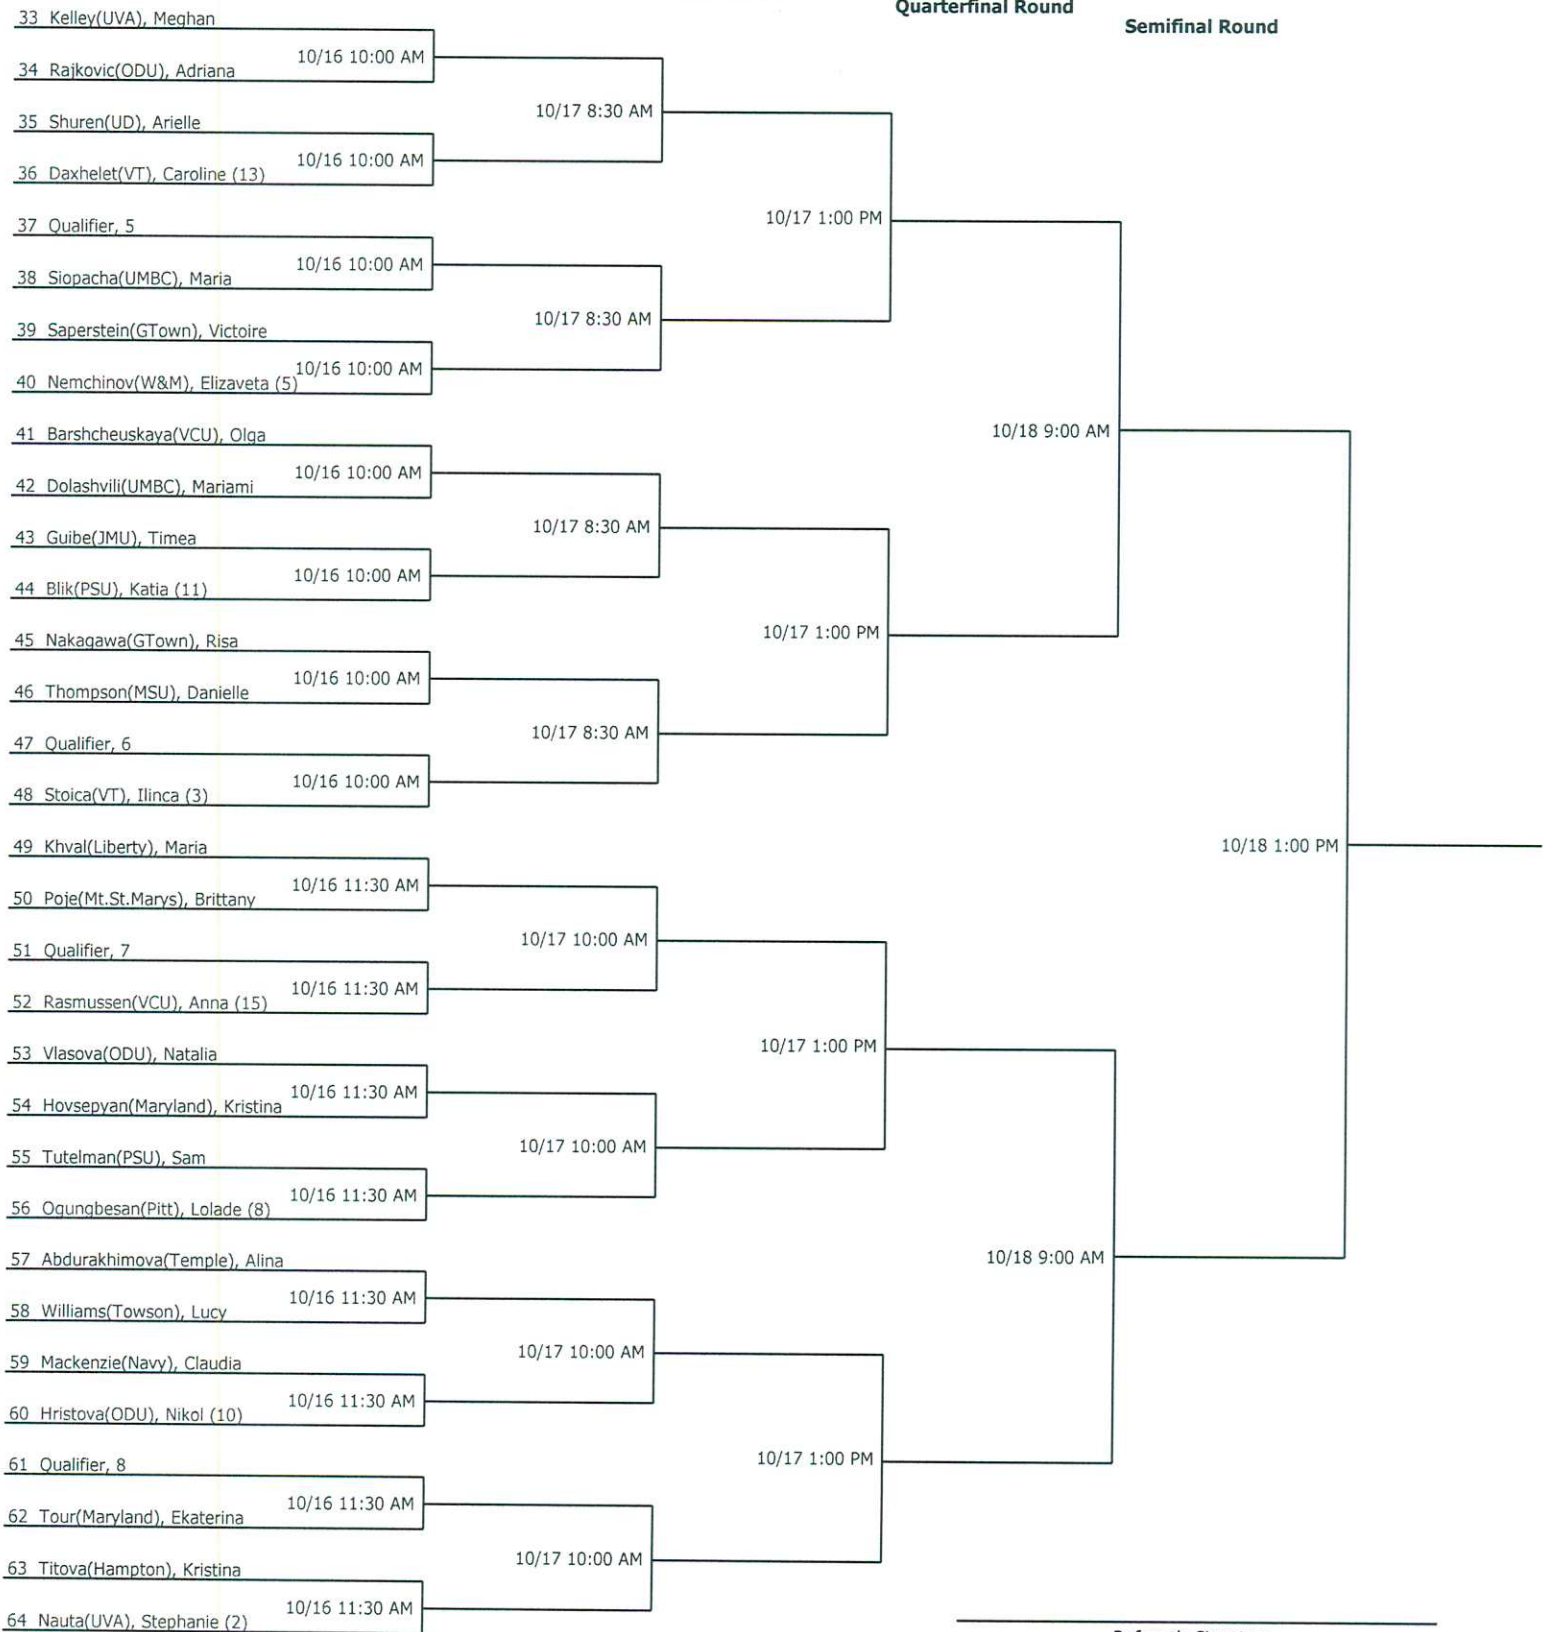 Quarterfinal Round
Semifinal Round
33 Kelley(UVA), Meghan
10/16 10:00 AM
34 Rajkovic(ODU), Adriana
10/17 8:30 AM
35 Shuren(UD), Arielle
10/16 10:00 AM
36 Daxhelet(VT), Caroline (13)
10/17 1:00 PM
37 Qualifier, 5
10/16 10:00 AM
38 Siopacha(UMBC), Maria
10/17 8:30 AM
39 Saperstein(GTown), Victoire
10/16 10:00 AM
40 Nemchinov(W&M), Elizaveta (5)
10/18 9:00 AM
41 Barshcheuskaya(VCU), Olga
10/16 10:00 AM
42 Dolashvili(UMBC), Mariami
10/17 8:30 AM
43 Guibe(JMU), Timea
10/16 10:00 AM
44 Blik(PSU), Katia (11)
10/17 1:00 PM
45 Nakagawa(GTown), Risa
10/16 10:00 AM
46 Thompson(MSU), Danielle
10/17 8:30 AM
47 Qualifier, 6
10/16 10:00 AM
48 Stoica(VT), Ilinca (3)
10/18 1:00 PM
49 Khval(Liberty), Maria
10/16 11:30 AM
50 Poje(Mt.St.Marys), Brittany
10/17 10:00 AM
51 Qualifier, 7
10/16 11:30 AM
52 Rasmussen(VCU), Anna (15)
10/17 1:00 PM
53 Vlasova(ODU), Natalia
10/16 11:30 AM
54 Hovsepyan(Maryland), Kristina
10/17 10:00 AM
55 Tutelman(PSU), Sam
10/16 11:30 AM
56 Ogungbesan(Pitt), Lolade (8)
10/18 9:00 AM
57 Abdurakhimova(Temple), Alina
10/16 11:30 AM
58 Williams(Towson), Lucy
10/17 10:00 AM
59 Mackenzie(Navy), Claudia
10/16 11:30 AM
60 Hristova(ODU), Nikol (10)
10/17 1:00 PM
61 Qualifier, 8
10/16 11:30 AM
62 Tour(Maryland), Ekaterina
10/17 10:00 AM
63 Titova(Hampton), Kristina
10/16 11:30 AM
64 Nauta(UVA), Stephanie (2)